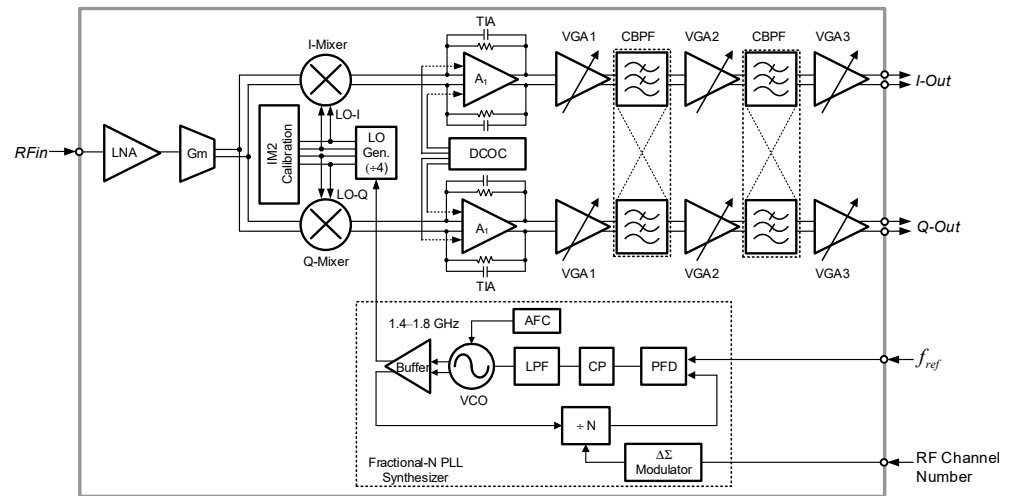 TIA
I-Mixer
VGA1
CBPF
VGA2
CBPF
VGA3
A1
I-Out
LO-I
RFin
LNA
Gm
IM2
Calibration
LO
Gen.
(÷4)
DCOC
LO-Q
A1
Q-Out
Q-Mixer
TIA
VGA1
VGA2
VGA3
1.4–1.8 GHz
AFC
Buffer
VCO
LPF
CP
PFD
fref
÷ N
Fractional-N PLL
Synthesizer
ΔΣ
Modulator
RF Channel
Number